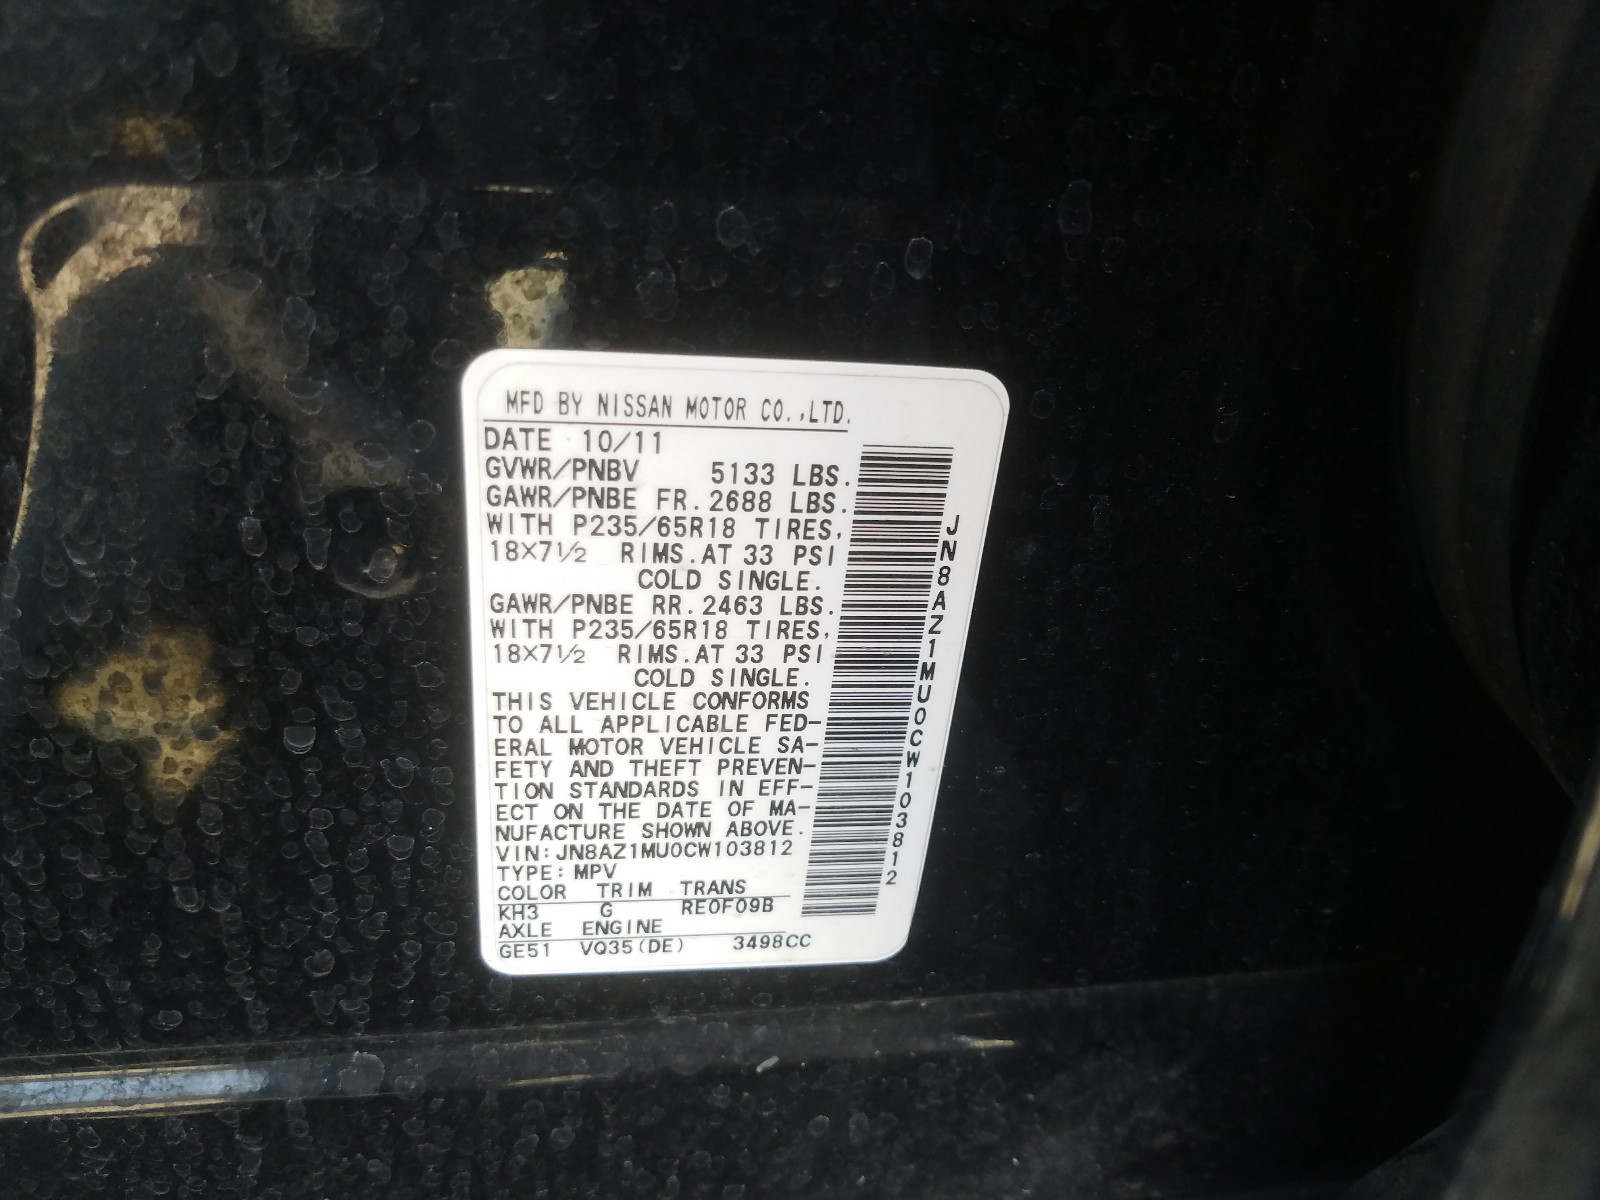 MFD BY NISSAN MOTOR CO.,LTD.
DATE 10/11
GVWR/PNBV 5133 LBS.
GAWR/PNBE FR. 2688 LBS.
WITH P235/65R18 TIRES,
18×7½ RIMS. AT 33 PSI
COLD SINGLE.
GAWR/PNBE RR. 2463 LBS.
WITH P235/65R18 TIRES,
18×7½ RIMS. AT 33 PSI
COLD SINGLE.
THIS VEHICLE CONFORMS
TO ALL APPLICABLE FED-
ERAL MOTOR VEHICLE SA-
FETY AND THEFT PREVEN-
TION STANDARDS IN EFF-
ECT ON THE DATE OF MA-
NUFACTURE SHOWN ABOVE.
VIN: JN8AZ1MU0CW103812
TYPE: MPV
COLOR TRIM TRANS
KH3 G RE0F09B
AXLE ENGINE
GE51 VQ35(DE) 3498CC
JN8AZ1MU0CW103812